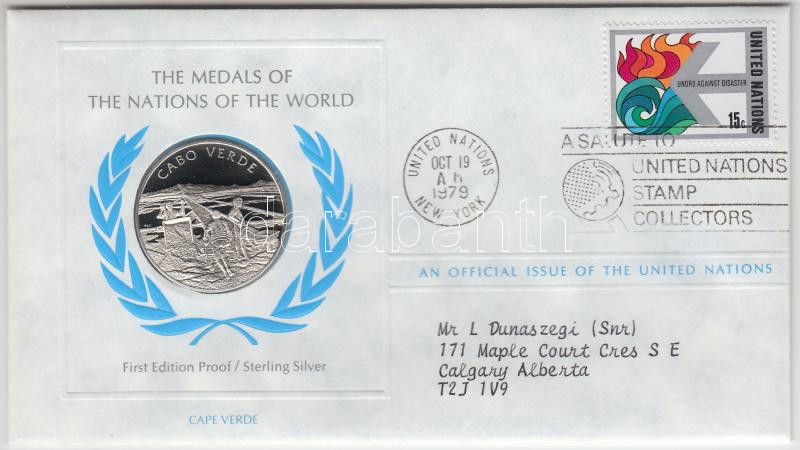 THE MEDALS OF
THE NATIONS OF THE WORLD
CABO VERDE
First Edition Proof / Sterling Silver
CAPE VERDE
UNDRO AGAINST DISASTER
15c
UNITED NATIONS
UNITED NATIONS
OCT 19
1979
NEW YORK
A SALUTE TO
UNITED NATIONS
STAMP
COLLECTORS
darabanth
AN OFFICIAL ISSUE OF THE UNITED NATIONS
Mr L Dunaszegi (Snr)
171 Maple Court Cres S E
Calgary Alberta
T2J 1V9